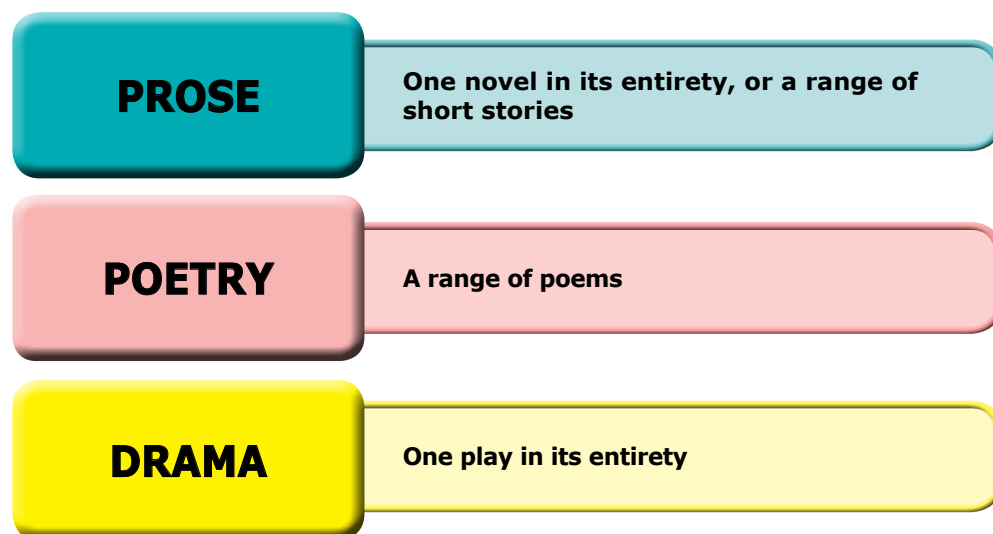 PROSE
One novel in its entirety, or a range of
short stories
POETRY
A range of poems
DRAMA
One play in its entirety